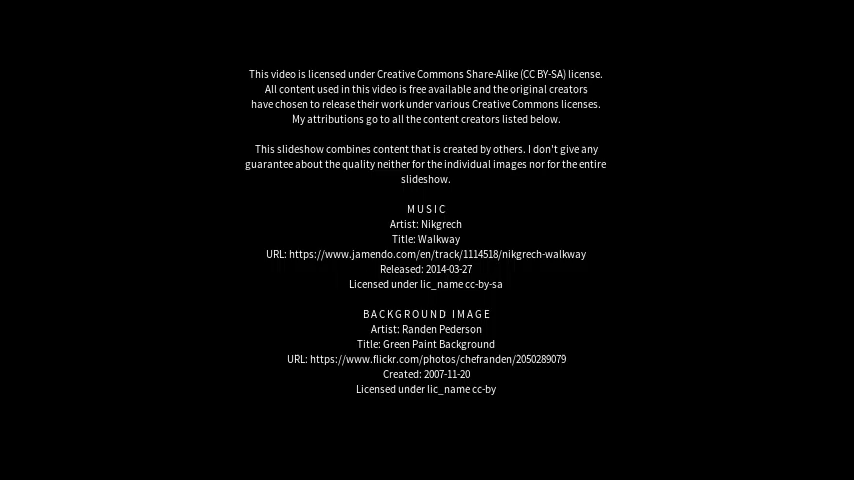 This video is licensed under Creative Commons Share-Alike (CC BY-SA) license.
All content used in this video is free available and the original creators
have chosen to release their work under various Creative Commons licenses.
My attributions go to all the content creators listed below.
This slideshow combines content that is created by others. I don't give any
guarantee about the quality neither for the individual images nor for the entire
slideshow.
MUSIC
Artist: Nikgrech
Title: Walkway
URL: https://www.jamendo.com/en/track/1114518/nikgrech-walkway
Released: 2014-03-27
Licensed under lic_name cc-by-sa
BACKGROUND IMAGE
Artist: Randen Pederson
Title: Green Paint Background
URL: https://www.flickr.com/photos/chefranden/2050289079
Created: 2007-11-20
Licensed under lic_name cc-by